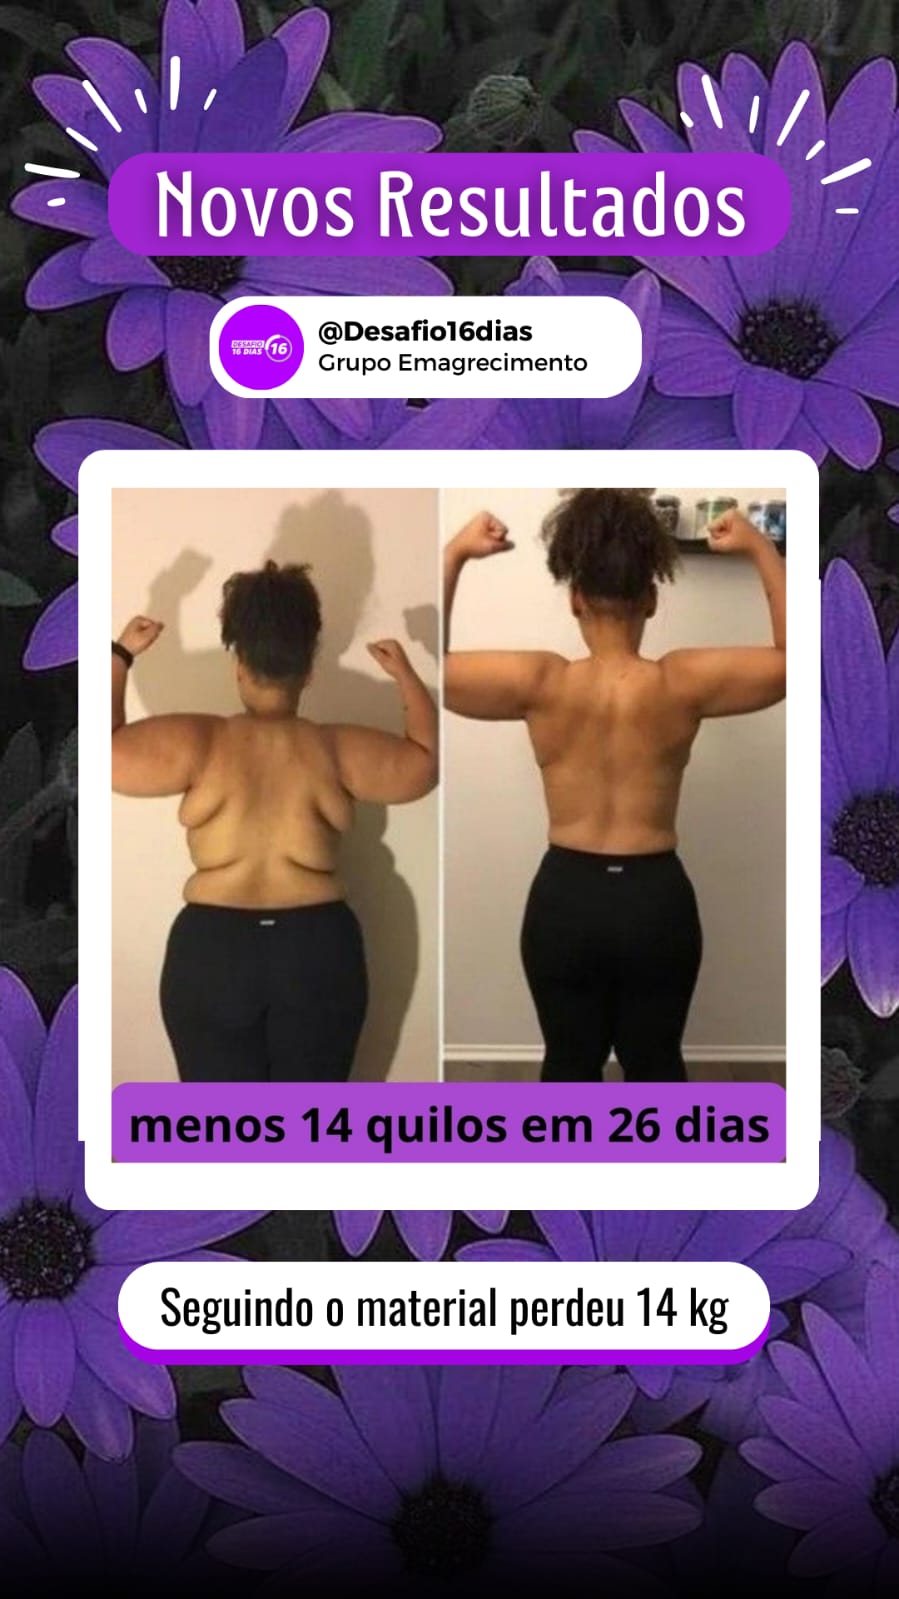 Novos Resultados
DESAFIO
16 DIAS 16
@Desafio16dias
Grupo Emagrecimento
menos 14 quilos em 26 dias
Seguindo o material perdeu 14 kg